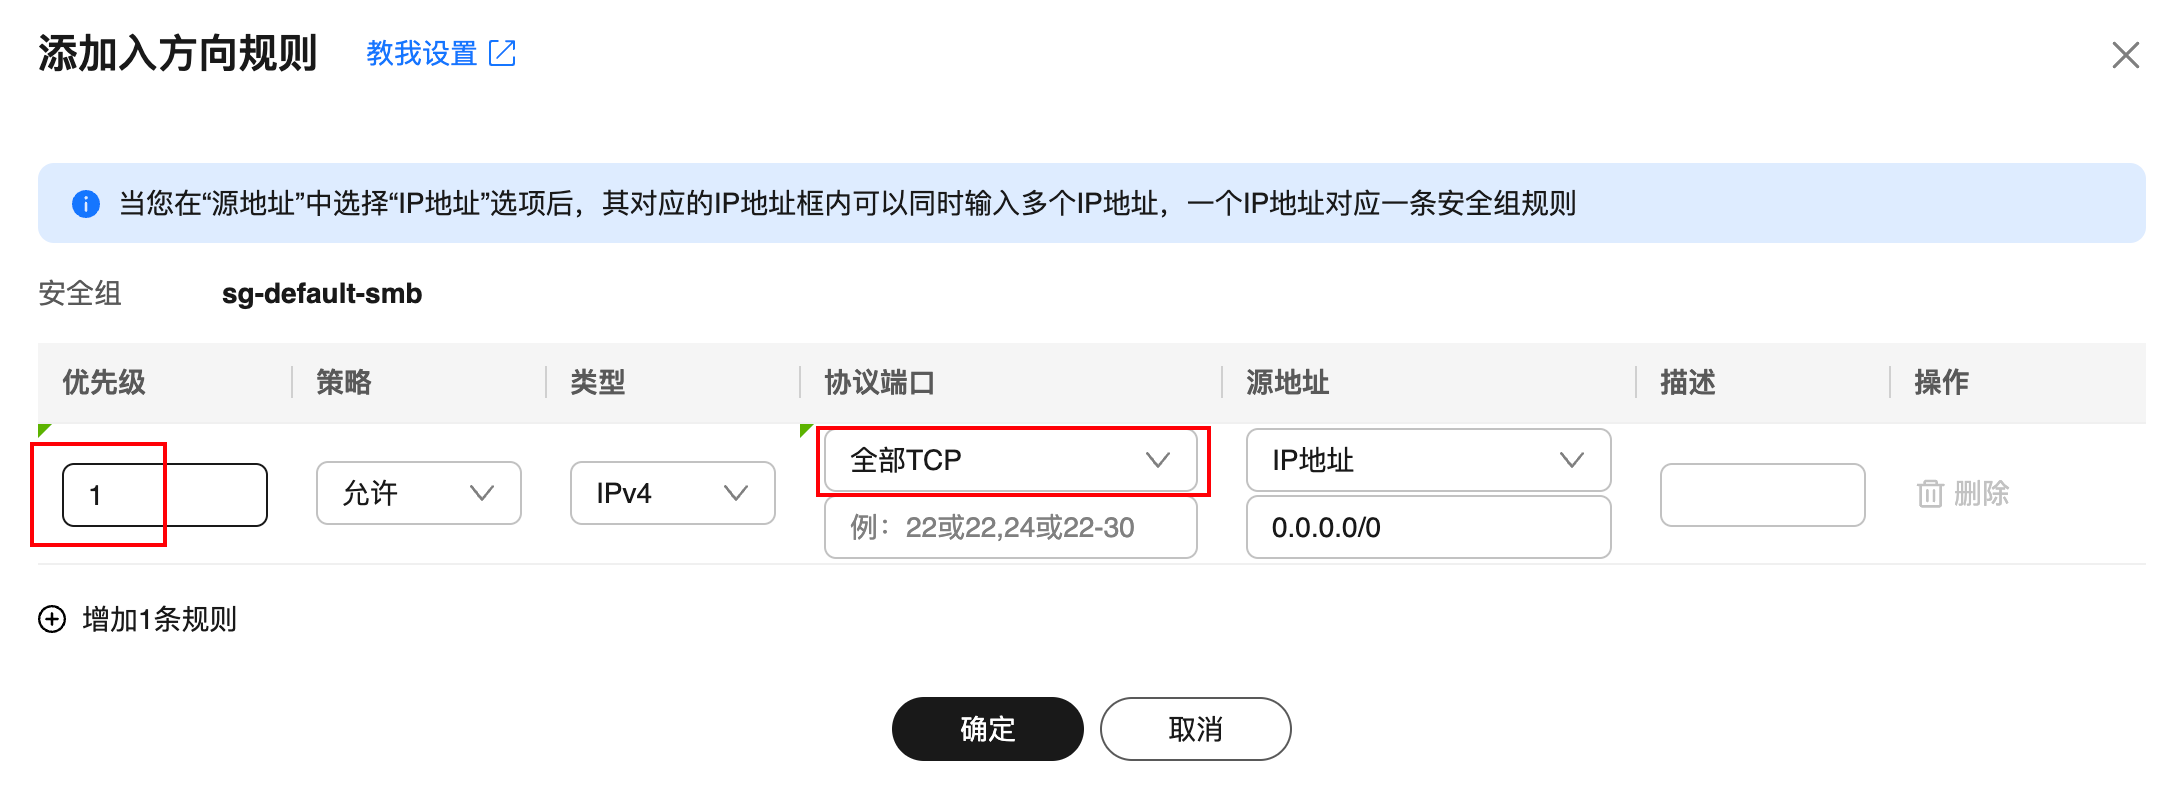 添加入方向规则 教我设置
当您在“源地址”中选择“IP地址”选项后，其对应的IP地址框内可以同时输入多个IP地址，一个IP地址对应一条安全组规则
安全组 sg-default-smb
优先级 策略 类型 协议端口 源地址 描述 操作
1 允许 IPv4 全部TCP IP地址 删除
例：22或22,24或22-30 0.0.0.0/0
增加1条规则
确定 取消